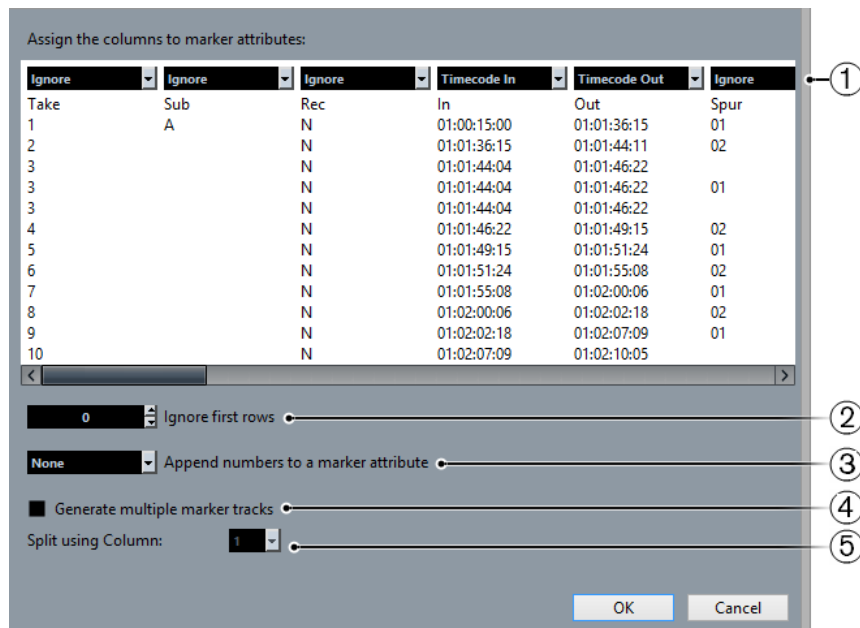 Assign the columns to marker attributes:
Ignore Ignore Ignore Timecode In Timecode Out Ignore 1
Take Sub Rec In Out Spur
1 A N 01:00:15:00 01:01:36:15 01
2 N 01:01:36:15 01:01:44:11 02
3 N 01:01:44:04 01:01:46:22
3 N 01:01:44:04 01:01:46:22 01
3 N 01:01:44:04 01:01:46:22
4 N 01:01:46:22 01:01:49:15 02
5 N 01:01:49:15 01:01:51:24 01
6 N 01:01:51:24 01:01:55:08 02
7 N 01:01:55:08 01:02:00:06 01
8 N 01:02:00:06 01:02:02:18 02
9 N 01:02:02:18 01:02:07:09 01
10 N 01:02:07:09 01:02:10:05
0 Ignore first rows 2
None Append numbers to a marker attribute 3
Generate multiple marker tracks 4
Split using Column: 1 5
OK Cancel